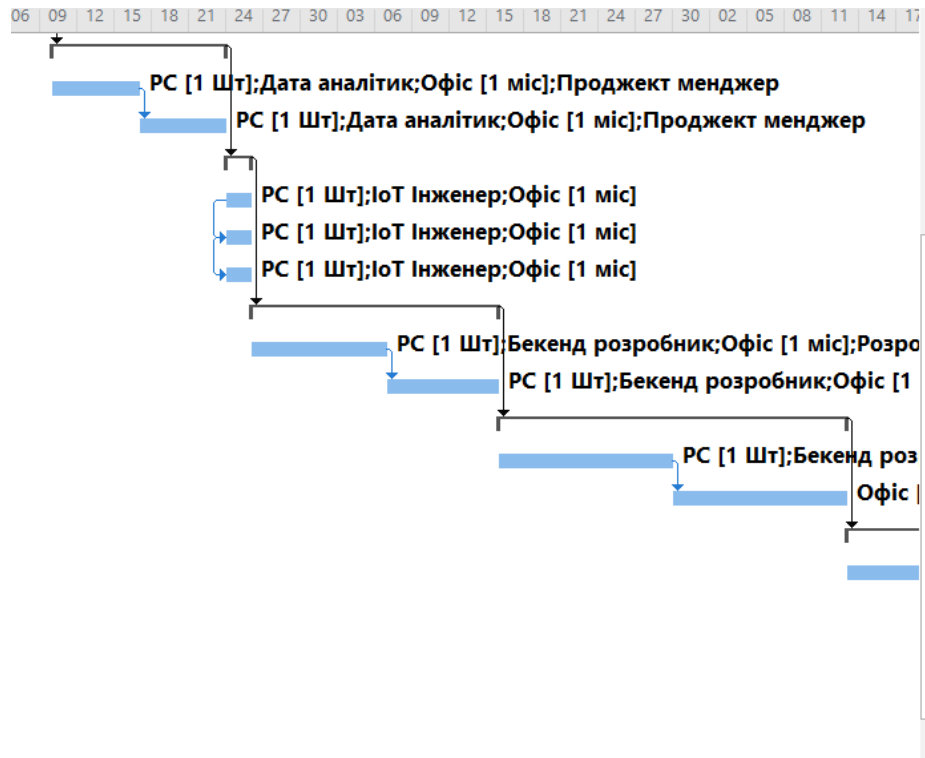 06 09 12 15 18 21 24 27 30 03 06 09 12 15 18 21 24 27 30 02 05 08 11 14 17
PC [1 Шт];Дата аналітик;Офіс [1 міс];Проджект менджер
PC [1 Шт];Дата аналітик;Офіс [1 міс];Проджект менджер
PC [1 Шт];IoT Інженер;Офіс [1 міс]
PC [1 Шт];IoT Інженер;Офіс [1 міс]
PC [1 Шт];IoT Інженер;Офіс [1 міс]
PC [1 Шт];Бекенд розробник;Офіс [1 міс];Розро
PC [1 Шт];Бекенд розробник;Офіс [1
PC [1 Шт];Бекенд роз
Офіс [